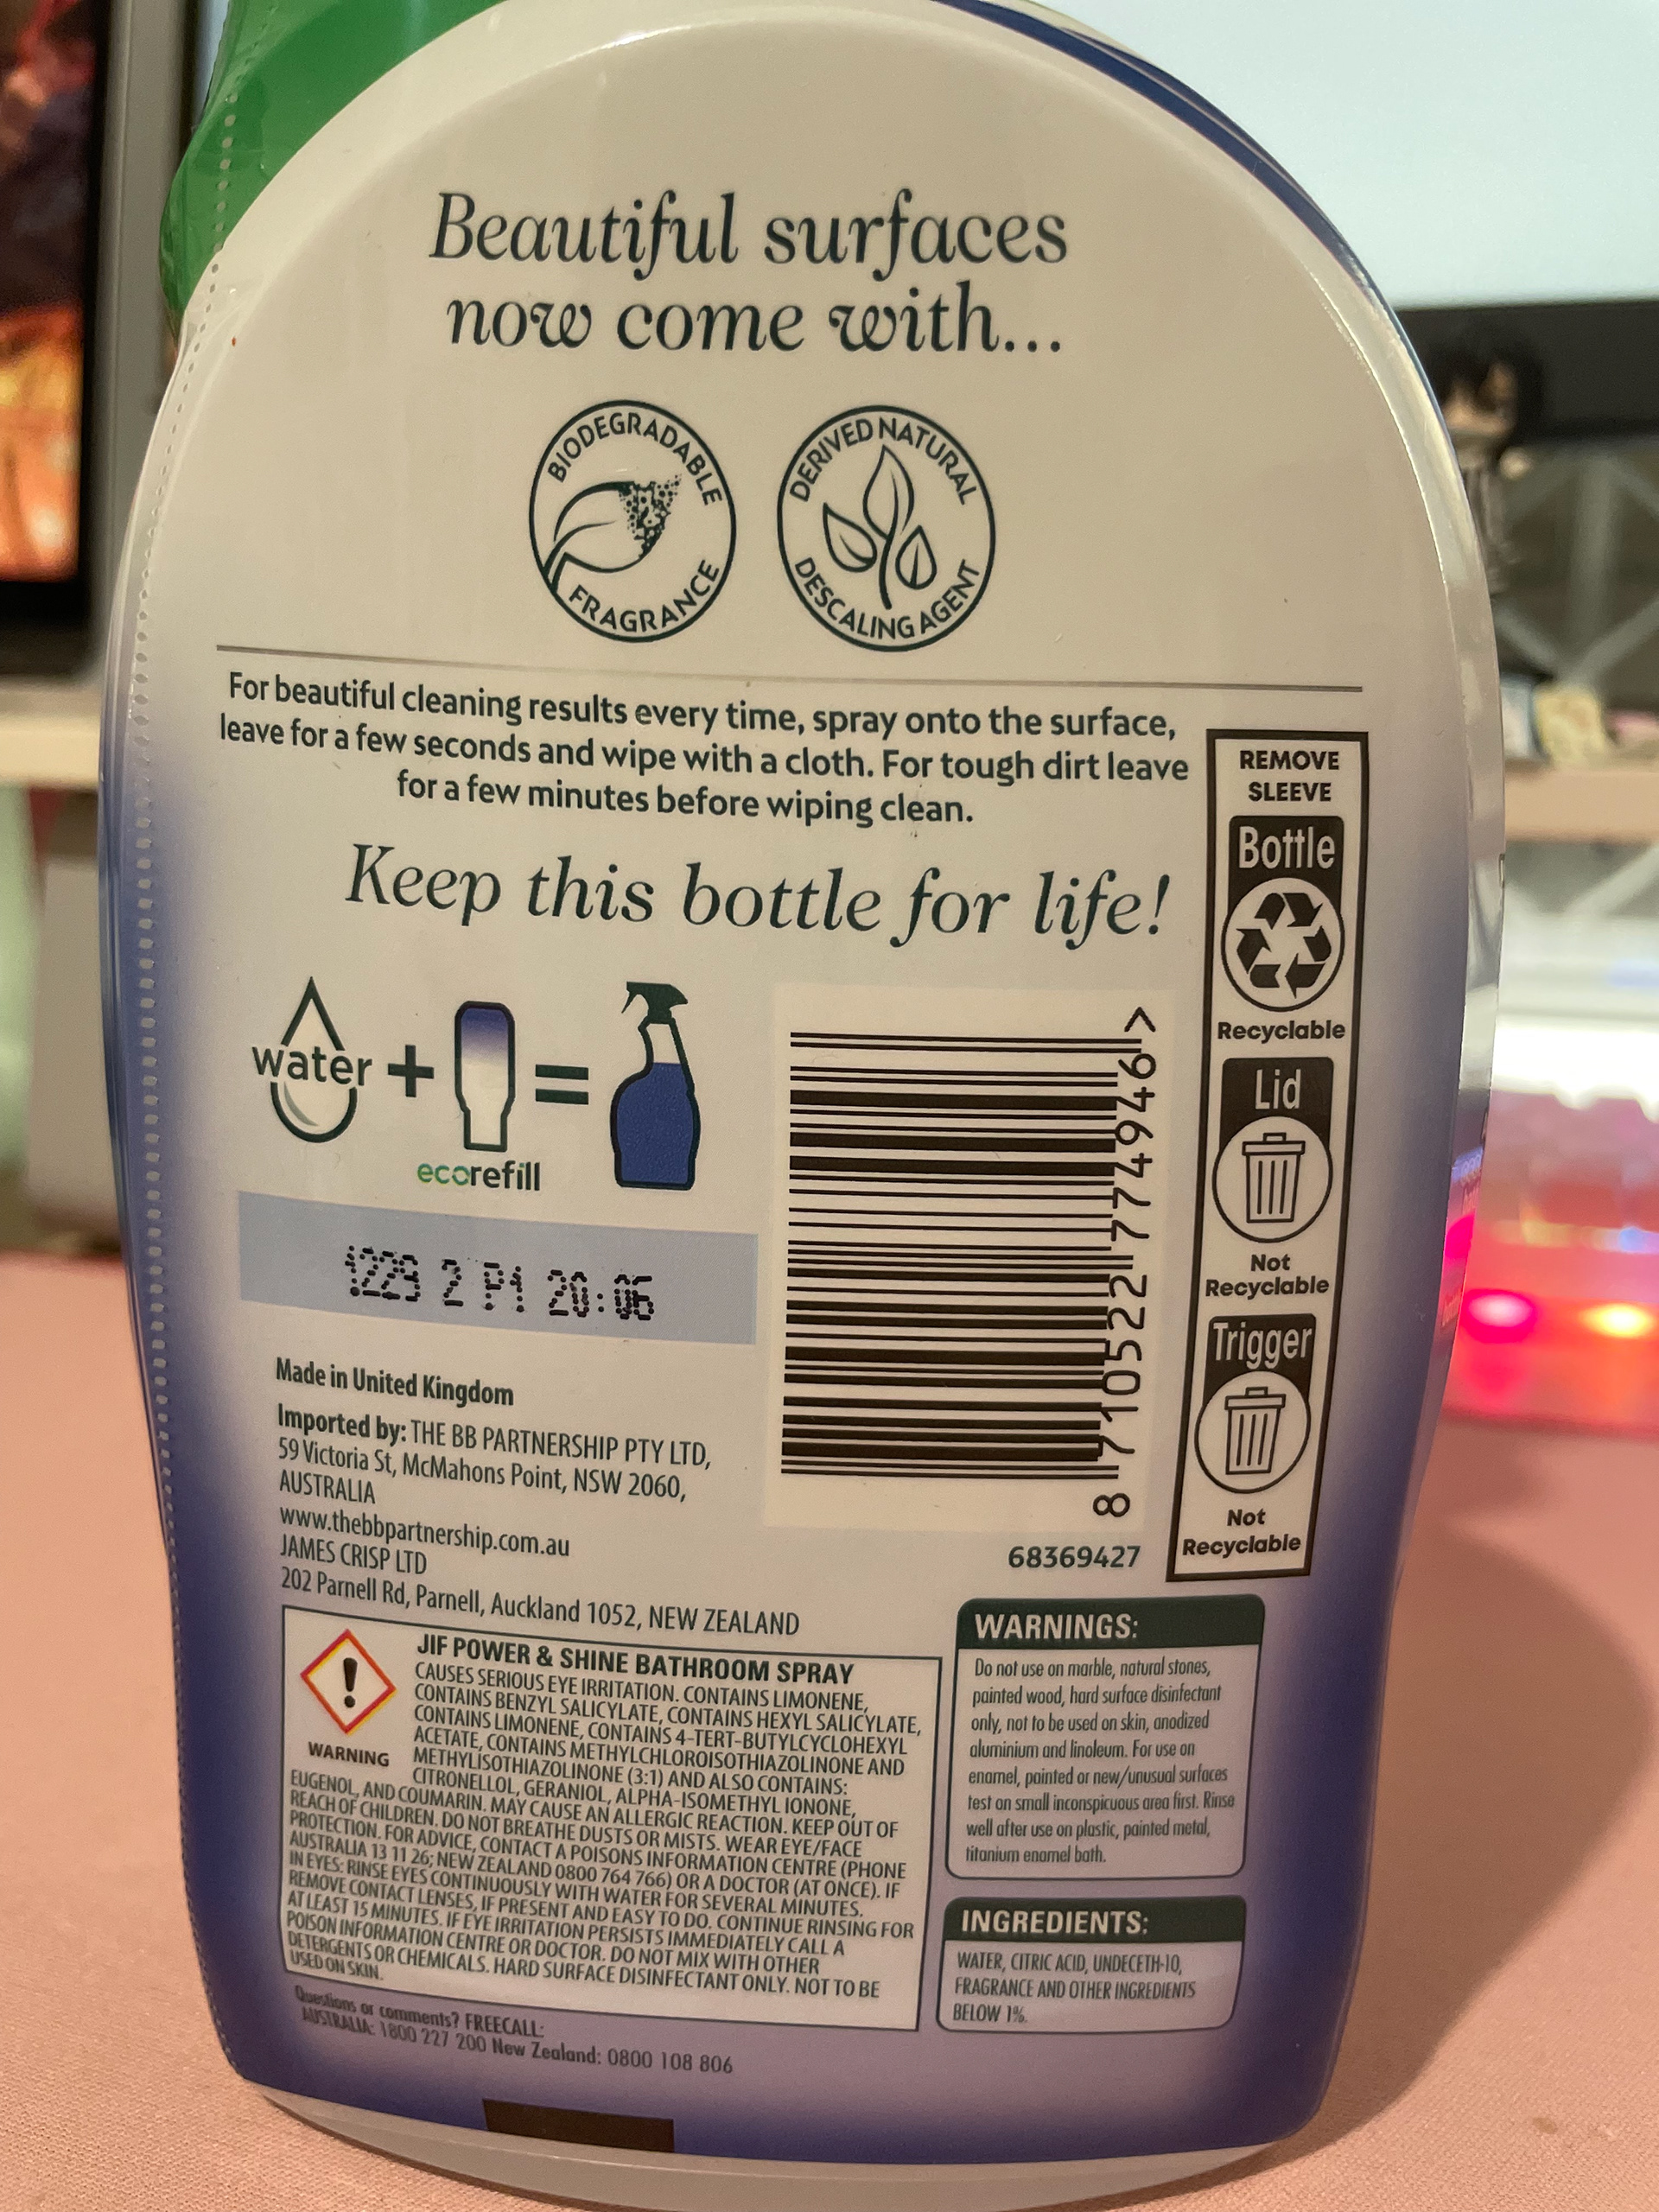 Beautiful surfaces
now come with...
BIODEGRADABLE
FRAGRANCE
DERIVED NATURAL
DESCALING AGENT
For beautiful cleaning results every time, spray onto the surface,
leave for a few seconds and wipe with a cloth. For tough dirt leave
for a few minutes before wiping clean.
Keep this bottle for life!
water + = 
ecorefill
1229 2 P1 20:06
Made in United Kingdom
Imported by: THE BB PARTNERSHIP PTY LTD,
59 Victoria St, McMahons Point, NSW 2060,
AUSTRALIA
www.thebbpartnership.com.au
JAMES CRISP LTD
202 Parnell Rd, Parnell, Auckland 1052, NEW ZEALAND
8 710522 774946 >
68369427
REMOVE
SLEEVE
Bottle
Recyclable
Lid
Not
Recyclable
Trigger
Not
Recyclable
WARNING
JIF POWER & SHINE BATHROOM SPRAY
CAUSES SERIOUS EYE IRRITATION. CONTAINS LIMONENE,
CONTAINS BENZYL SALICYLATE, CONTAINS HEXYL SALICYLATE,
CONTAINS LIMONENE, CONTAINS 4-TERT-BUTYLCYCLOHEXYL
ACETATE, CONTAINS METHYLCHLOROISOTHIAZOLINONE AND
METHYLISOTHIAZOLINONE (3:1) AND ALSO CONTAINS:
CITRONELLOL, GERANIOL, ALPHA-ISOMETHYL IONONE,
EUGENOL, AND COUMARIN. MAY CAUSE AN ALLERGIC REACTION. KEEP OUT OF
REACH OF CHILDREN. DO NOT BREATHE DUSTS OR MISTS. WEAR EYE/FACE
PROTECTION. FOR ADVICE, CONTACT A POISONS INFORMATION CENTRE (PHONE
AUSTRALIA 13 11 26; NEW ZEALAND 0800 764 766) OR A DOCTOR (AT ONCE). IF
IN EYES: RINSE EYES CONTINUOUSLY WITH WATER FOR SEVERAL MINUTES.
REMOVE CONTACT LENSES, IF PRESENT AND EASY TO DO. CONTINUE RINSING FOR
AT LEAST 15 MINUTES. IF EYE IRRITATION PERSISTS IMMEDIATELY CALL A
POISON INFORMATION CENTRE OR DOCTOR. DO NOT MIX WITH OTHER
DETERGENTS OR CHEMICALS. HARD SURFACE DISINFECTANT ONLY. NOT TO BE
USED ON SKIN.
Questions or comments? FREECALL:
AUSTRALIA: 1800 227 200 New Zealand: 0800 108 806
WARNINGS:
Do not use on marble, natural stones,
painted wood, hard surface disinfectant
only, not to be used on skin, anodized
aluminium and linoleum. For use on
enamel, painted or new/unusual surfaces
test on small inconspicuous area first. Rinse
well after use on plastic, painted metal,
titanium enamel bath.
INGREDIENTS:
WATER, CITRIC ACID, UNDECETH-10,
FRAGRANCE AND OTHER INGREDIENTS
BELOW 1%.